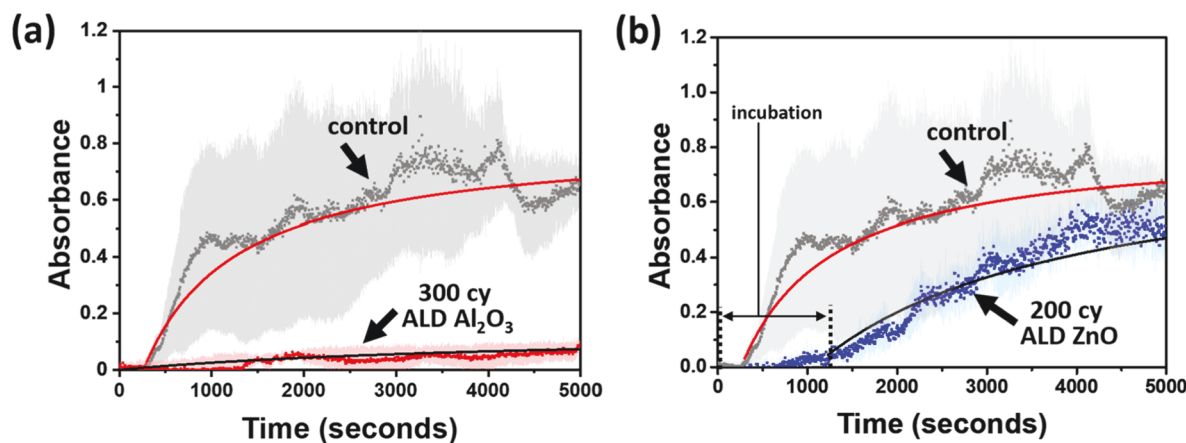 (a)
1.2
1
0.8
0.6
0.4
0.2
0
Absorbance
control
300 cy
ALD Al₂O₃
0 1000 2000 3000 4000 5000
Time (seconds)
(b)
1.2
1.0
0.8
0.6
0.4
0.2
0.0
Absorbance
incubation
control
200 cy
ALD ZnO
0 1000 2000 3000 4000 5000
Time (seconds)